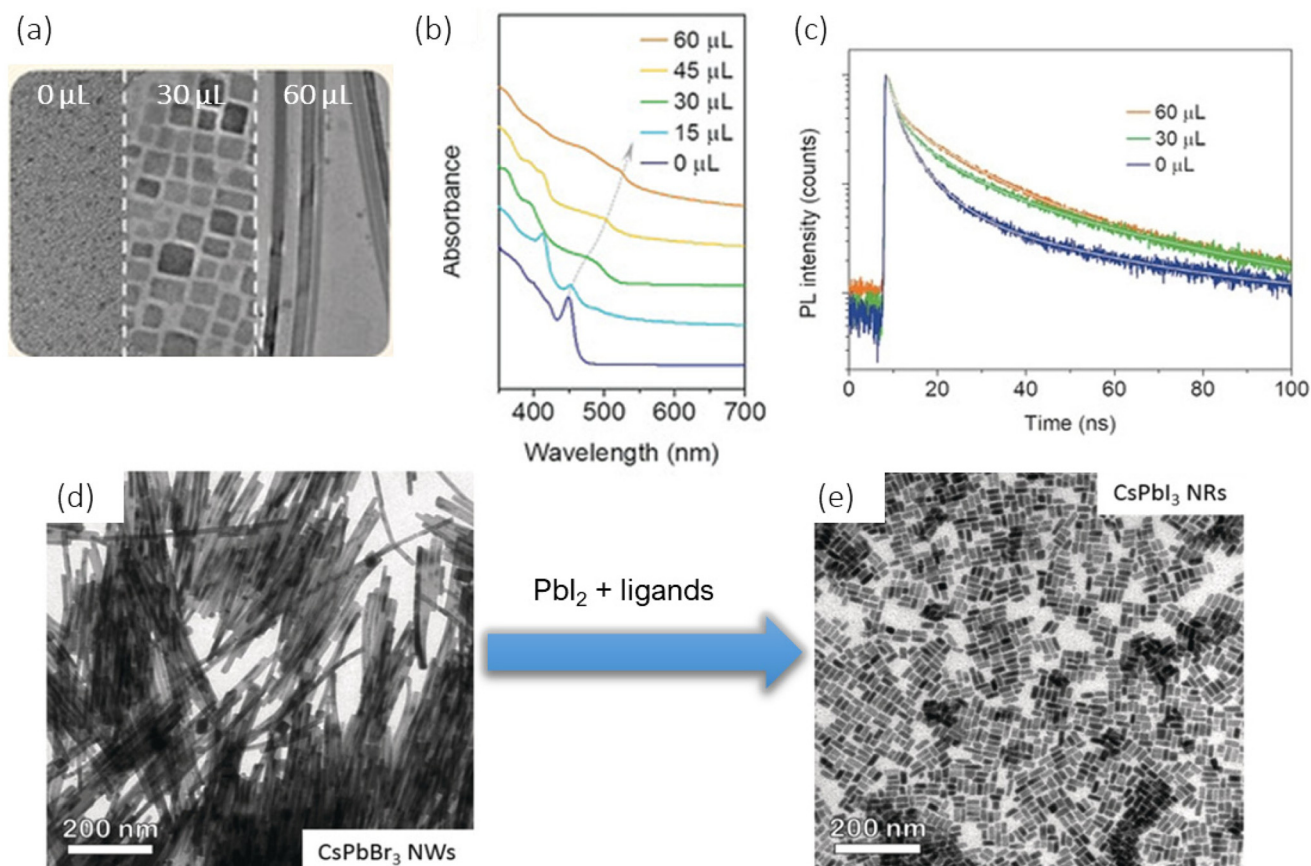 (a)
0 µL 30 µL 60 µL
(b)
60 µL
45 µL
30 µL
15 µL
0 µL
Absorbance
400 500 600 700
Wavelength (nm)
(c)
60 µL
30 µL
0 µL
PL intensity (counts)
0 20 40 60 80 100
Time (ns)
(d)
200 nm
CsPbBr₃ NWs
PbI₂ + ligands
(e)
CsPbI₃ NRs
200 nm